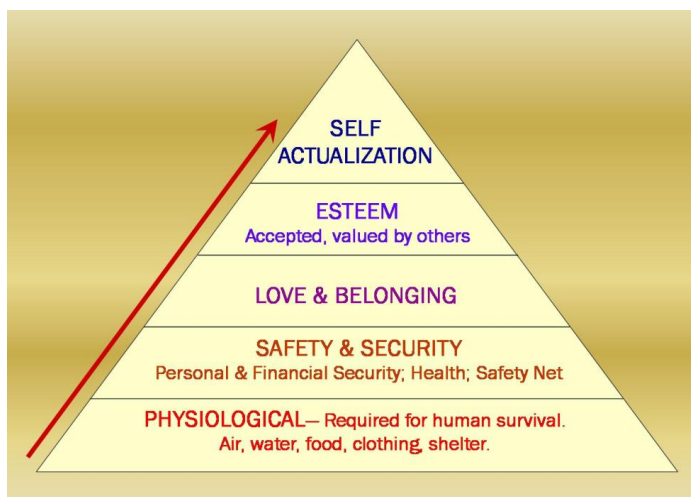 SELF
ACTUALIZATION
ESTEEM
Accepted, valued by others
LOVE & BELONGING
SAFETY & SECURITY
Personal & Financial Security; Health; Safety Net
PHYSIOLOGICAL— Required for human survival.
Air, water, food, clothing, shelter.